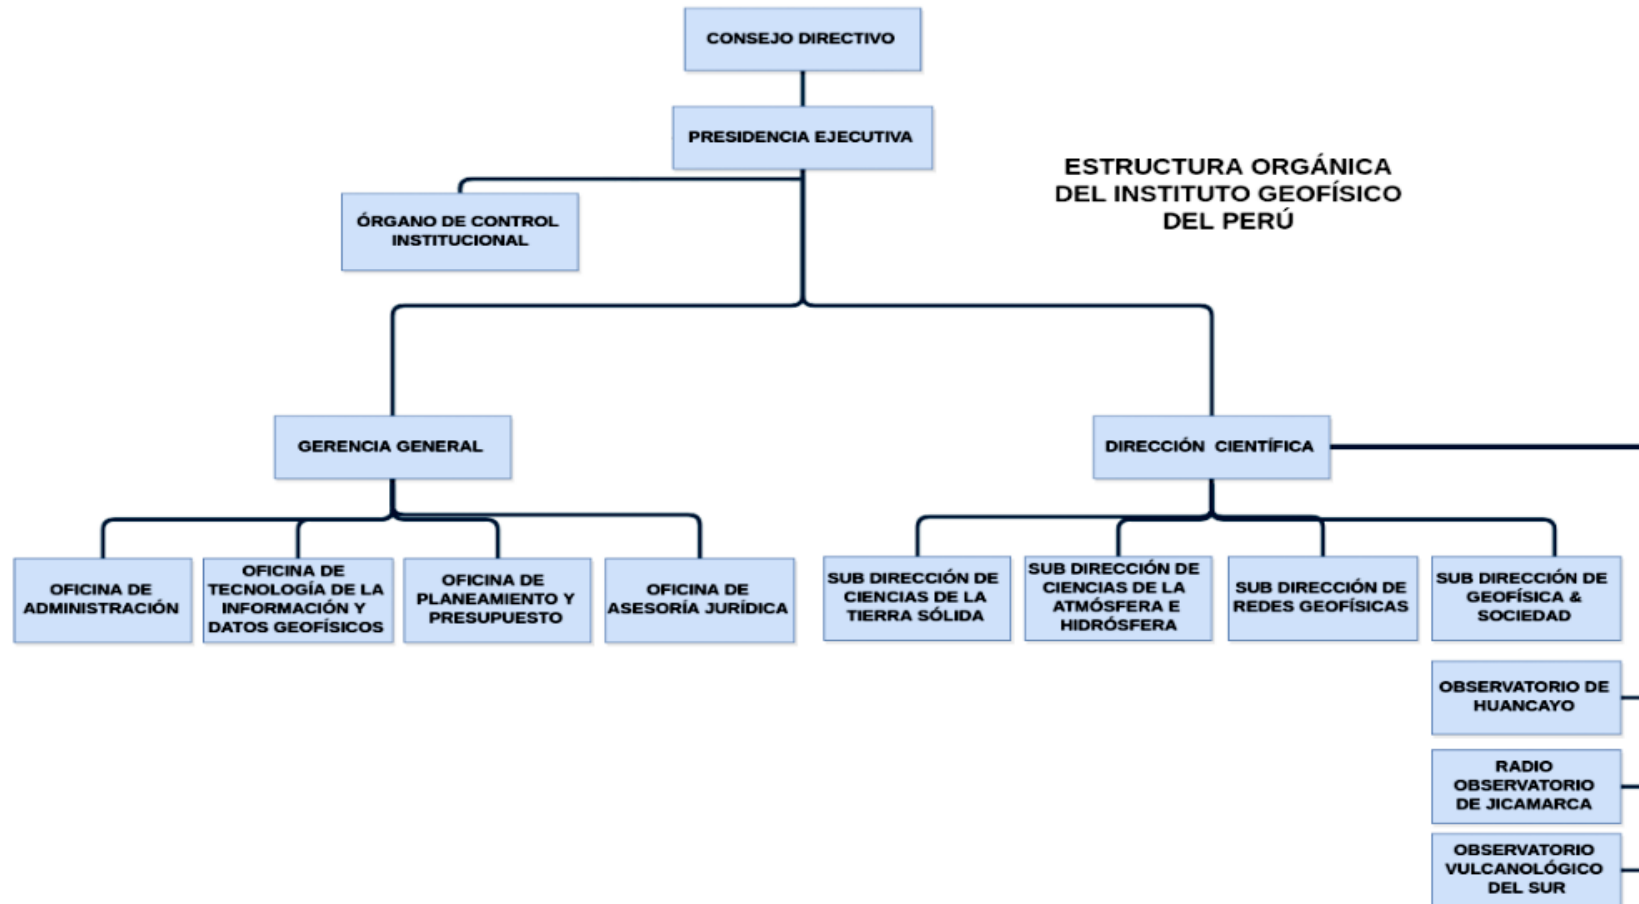 CONSEJO DIRECTIVO
PRESIDENCIA EJECUTIVA
ESTRUCTURA ORGÁNICA
DEL INSTITUTO GEOFÍSICO
DEL PERÚ
ÓRGANO DE CONTROL
INSTITUCIONAL
GERENCIA GENERAL
DIRECCIÓN CIENTÍFICA
OFICINA DE
ADMINISTRACIÓN
OFICINA DE
TECNOLOGÍA DE LA
INFORMACIÓN Y
DATOS GEOFÍSICOS
OFICINA DE
PLANEAMIENTO Y
PRESUPUESTO
OFICINA DE
ASESORÍA JURÍDICA
SUB DIRECCIÓN DE
CIENCIAS DE LA
TIERRA SÓLIDA
SUB DIRECCIÓN DE
CIENCIAS DE LA
ATMÓSFERA E
HIDRÓSFERA
SUB DIRECCIÓN DE
REDES GEOFÍSICAS
SUB DIRECCIÓN DE
GEOFÍSICA &
SOCIEDAD
OBSERVATORIO DE
HUANCAYO
RADIO
OBSERVATORIO
DE JICAMARCA
OBSERVATORIO
VULCANOLÓGICO
DEL SUR